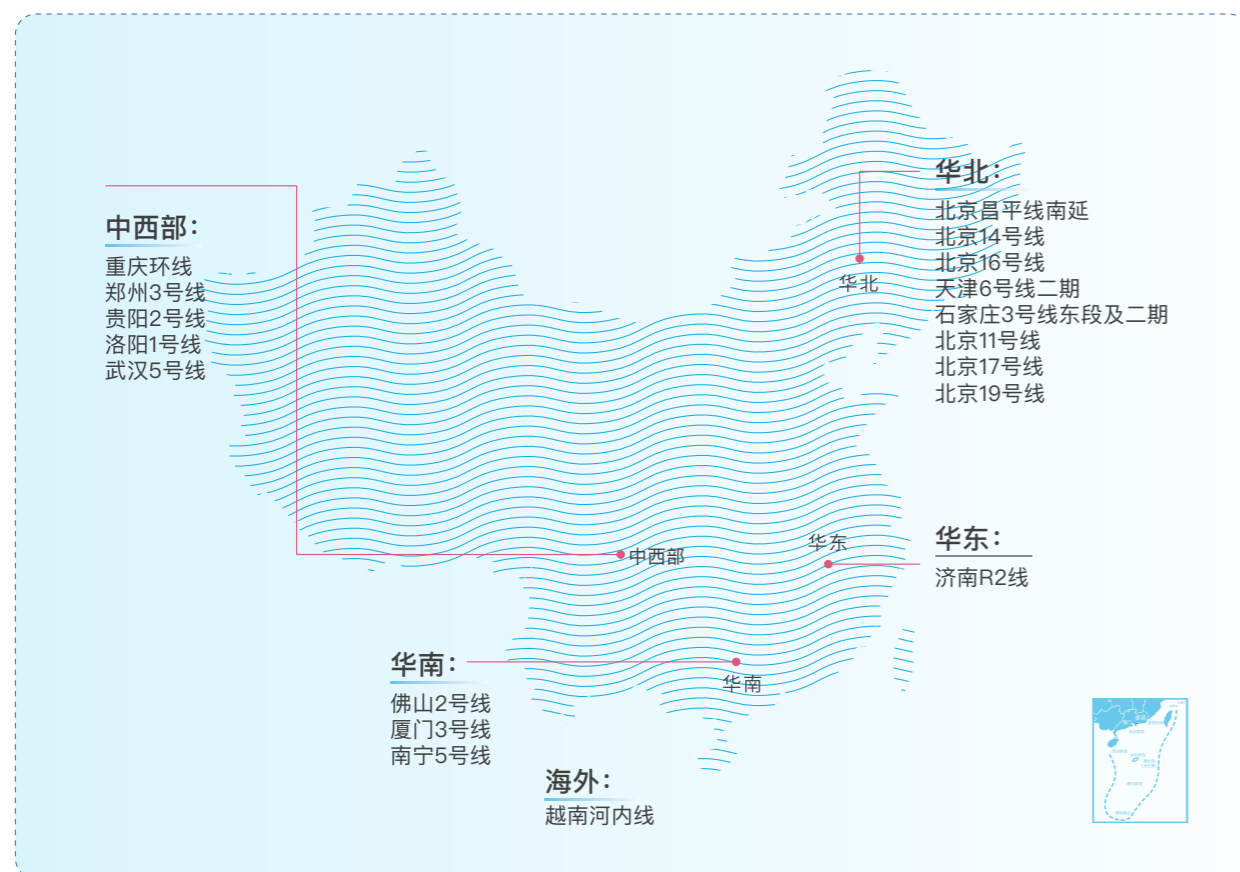 华北：
北京昌平线南延
北京14号线
北京16号线
天津6号线二期
石家庄3号线东段及二期
北京11号线
北京17号线
北京19号线
华北
中西部：
重庆环线
郑州3号线
贵阳2号线
洛阳1号线
武汉5号线
中西部
华东
华东：
济南R2线
华南：
佛山2号线
厦门3号线
南宁5号线
华南
海外：
越南河内线